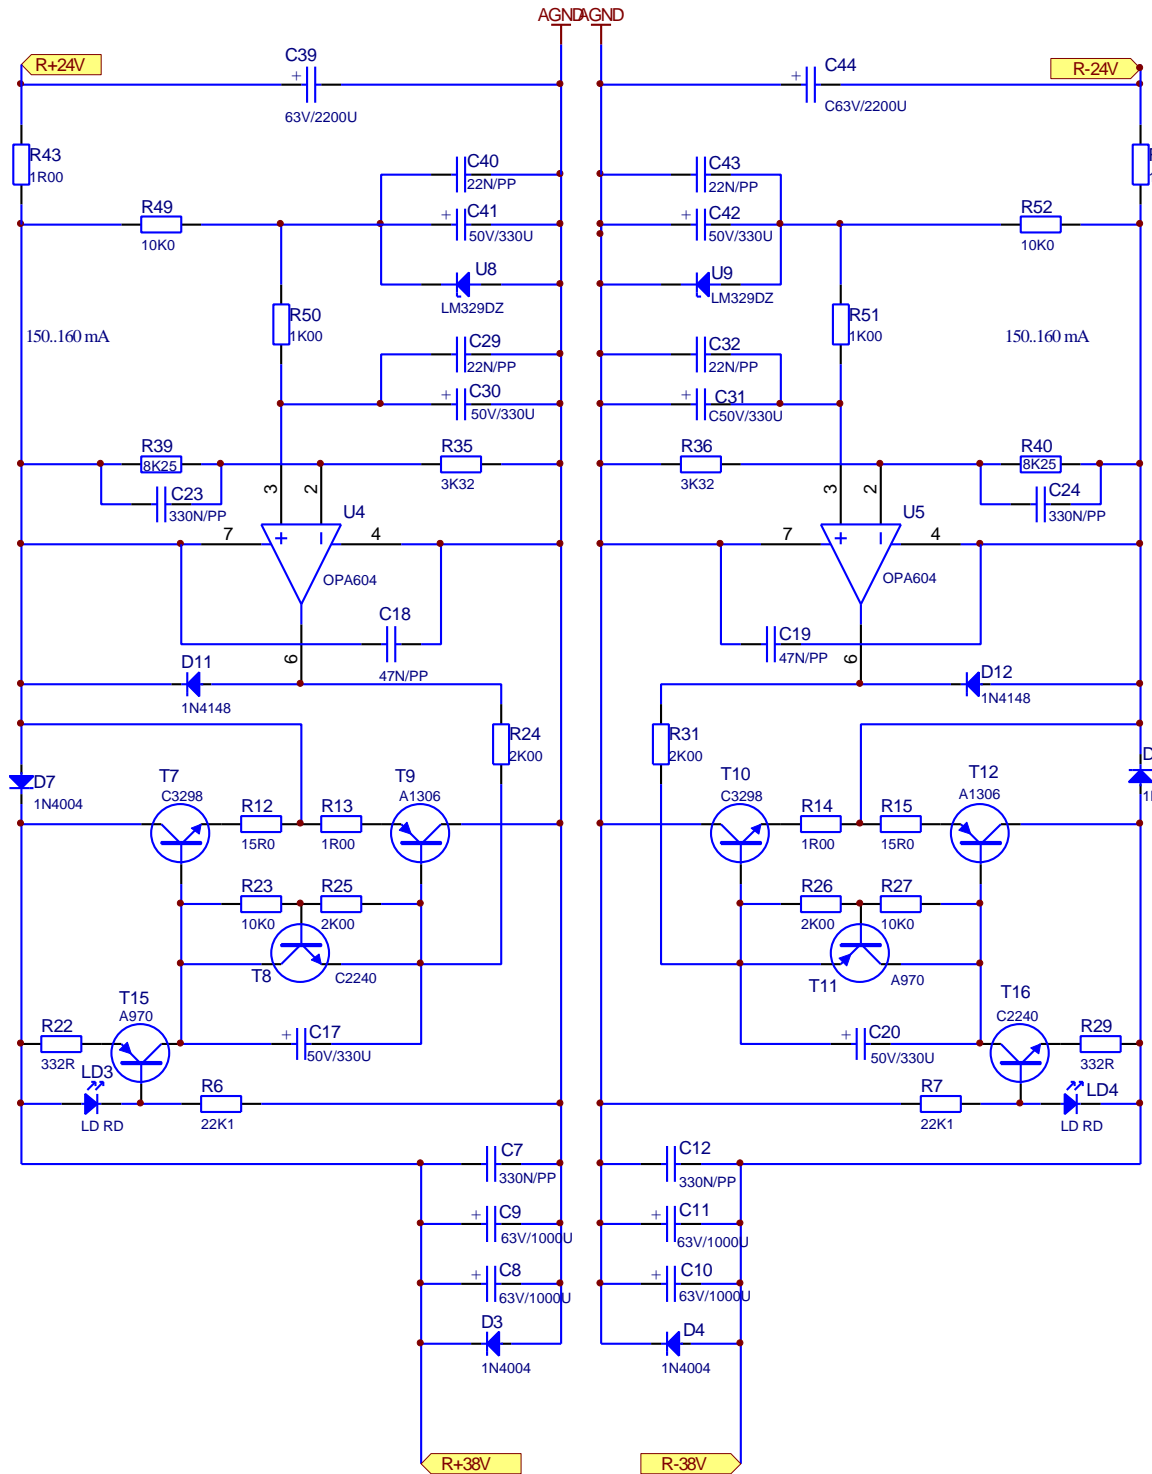 AGND AGND
R+24V
C39
+
63V/2200U
C44
+
C63V/2200U
R-24V
R43
1R00
C40
22N/PP
C43
22N/PP
R49
10K0
+
C41
50V/330U
+
C42
50V/330U
R52
10K0
U8
LM329DZ
U9
LM329DZ
R50
1K00
R51
1K00
150..160 mA
150..160 mA
C29
22N/PP
C32
22N/PP
+
C30
50V/330U
+
C31
C50V/330U
R39
8K25
R35
3K32
R36
3K32
R40
8K25
C23
330N/PP
C24
330N/PP
3
2
U4
3
2
U5
7
+
-
4
7
+
-
4
OPA604
OPA604
C18
47N/PP
C19
47N/PP
6
6
D11
1N4148
D12
1N4148
R24
2K00
R31
2K00
D7
1N4004
T7
C3298
R12
15R0
R13
1R00
T9
A1306
T10
C3298
R14
1R00
R15
15R0
T12
A1306
D
R23
10K0
R25
2K00
R26
2K00
R27
10K0
T8
C2240
T11
A970
T15
A970
T16
C2240
R22
332R
+
C17
50V/330U
+
C20
50V/330U
R29
332R
LD3
LD RD
R6
22K1
R7
22K1
LD4
LD RD
C7
330N/PP
C12
330N/PP
+
C9
63V/1000U
+
C11
63V/1000U
+
C8
63V/1000U
+
C10
63V/1000U
D3
1N4004
D4
1N4004
R+38V
R-38V